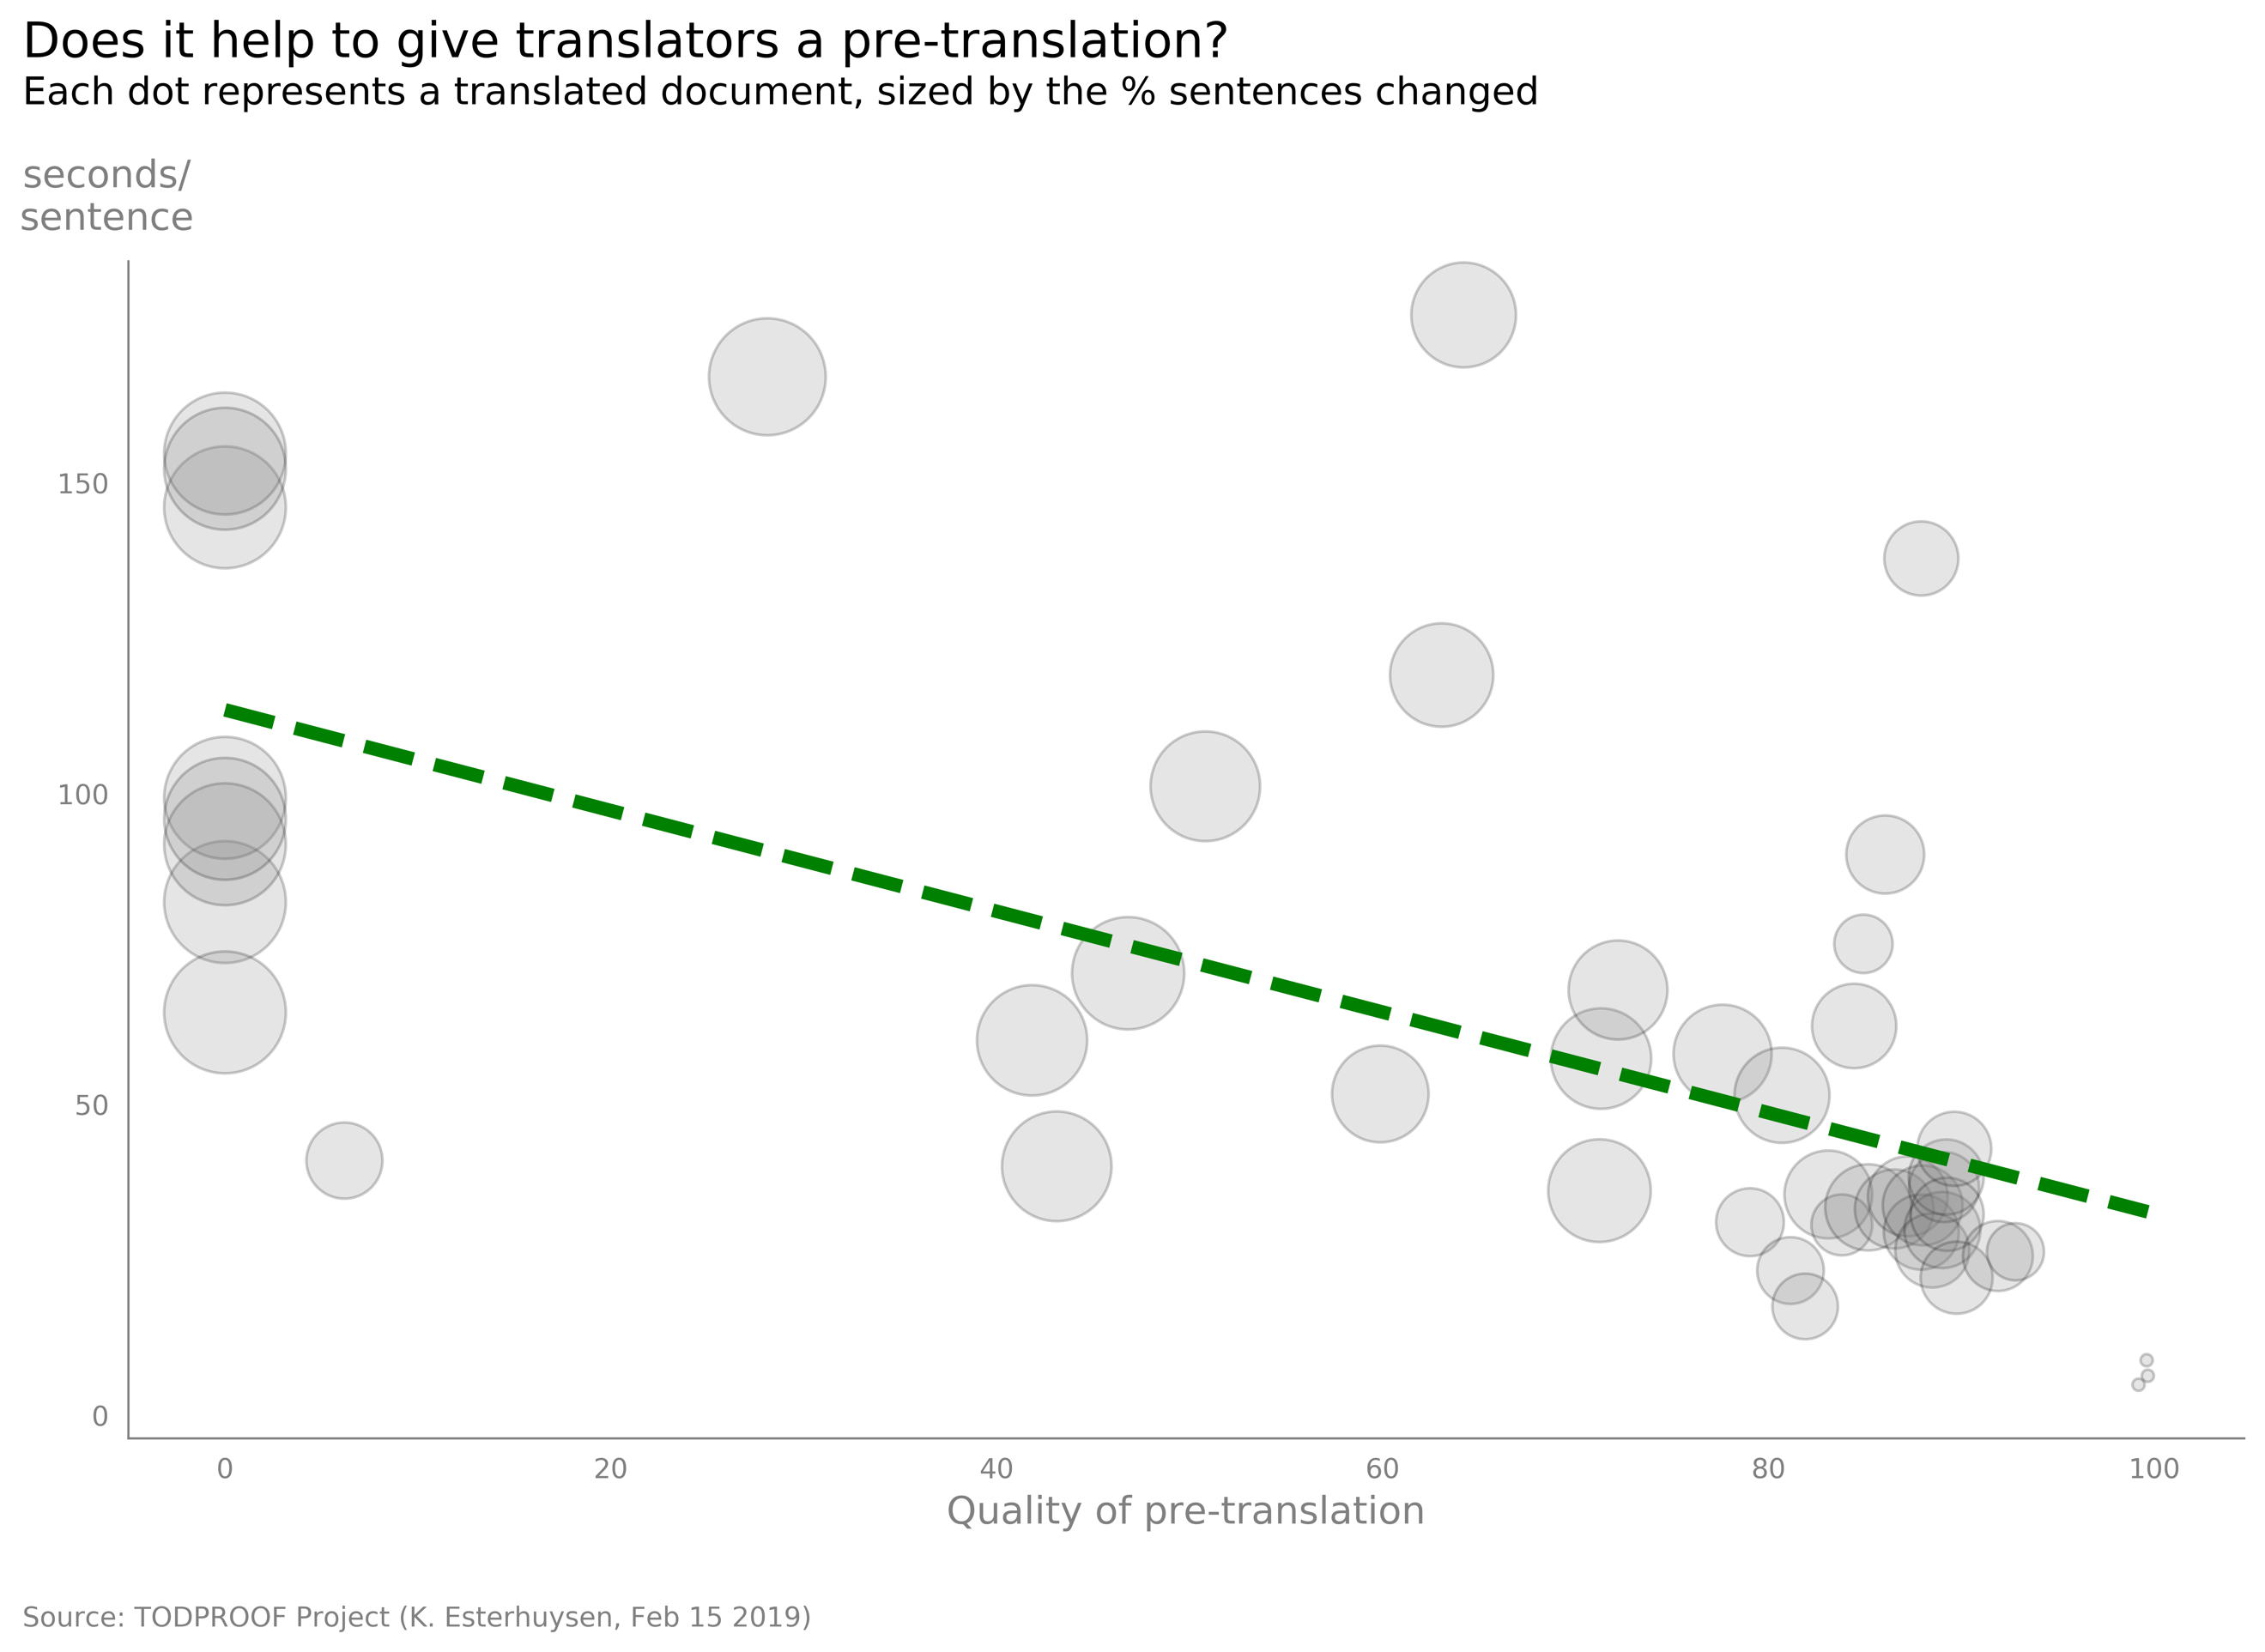 Does it help to give translators a pre-translation?
Each dot represents a translated document, sized by the % sentences changed
seconds/
sentence
150
100
50
0
0 20 40 60 80 100
Quality of pre-translation
Source: TODPROOF Project (K. Esterhuysen, Feb 15 2019)